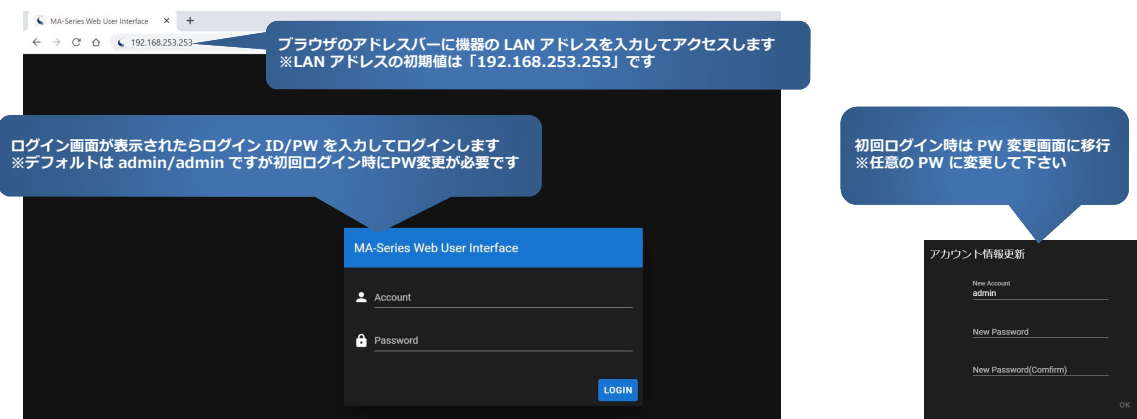 MA-Series Web User Interface
192.168.253.253
ブラウザのアドレスバーに機器の LAN アドレスを入力してアクセスします
※LAN アドレスの初期値は「192.168.253.253」です
ログイン画面が表示されたらログイン ID/PW を入力してログインします
※デフォルトは admin/admin ですが初回ログイン時にPW変更が必要です
初回ログイン時は PW 変更画面に移行
※任意の PW に変更して下さい
MA-Series Web User Interface
Account
Password
LOGIN
アカウント情報更新
New Account
admin
New Password
New Password(Comfirm)
OK